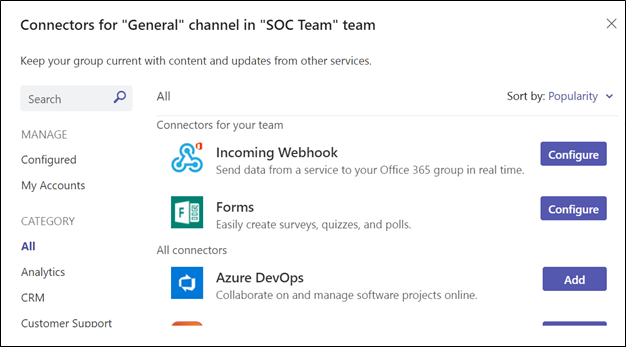 Connectors for "General" channel in "SOC Team" team
Keep your group current with content and updates from other services.
Search
All
Sort by: Popularity
MANAGE
Configured
My Accounts
CATEGORY
All
Analytics
CRM
Customer Support
Connectors for your team
Incoming Webhook
Send data from a service to your Office 365 group in real time.
Configure
Forms
Easily create surveys, quizzes, and polls.
Configure
All connectors
Azure DevOps
Collaborate on and manage software projects online.
Add